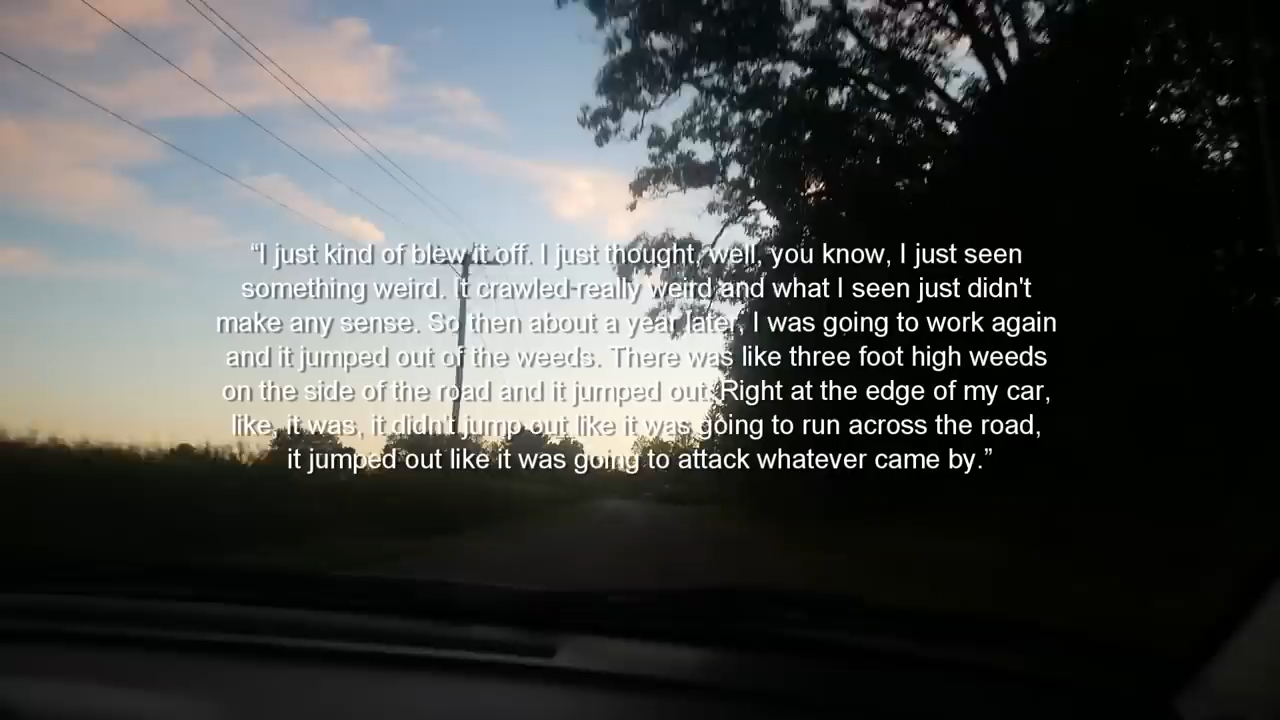 “I just kind of blew it off. I just thought, well, you know, I just seen
something weird. It crawled really weird and what I seen just didn't
make any sense. So then about a year later, I was going to work again
and it jumped out of the weeds. There was like three foot high weeds
on the side of the road and it jumped out. Right at the edge of my car,
like, it was, it didn't jump out like it was going to run across the road,
it jumped out like it was going to attack whatever came by.”